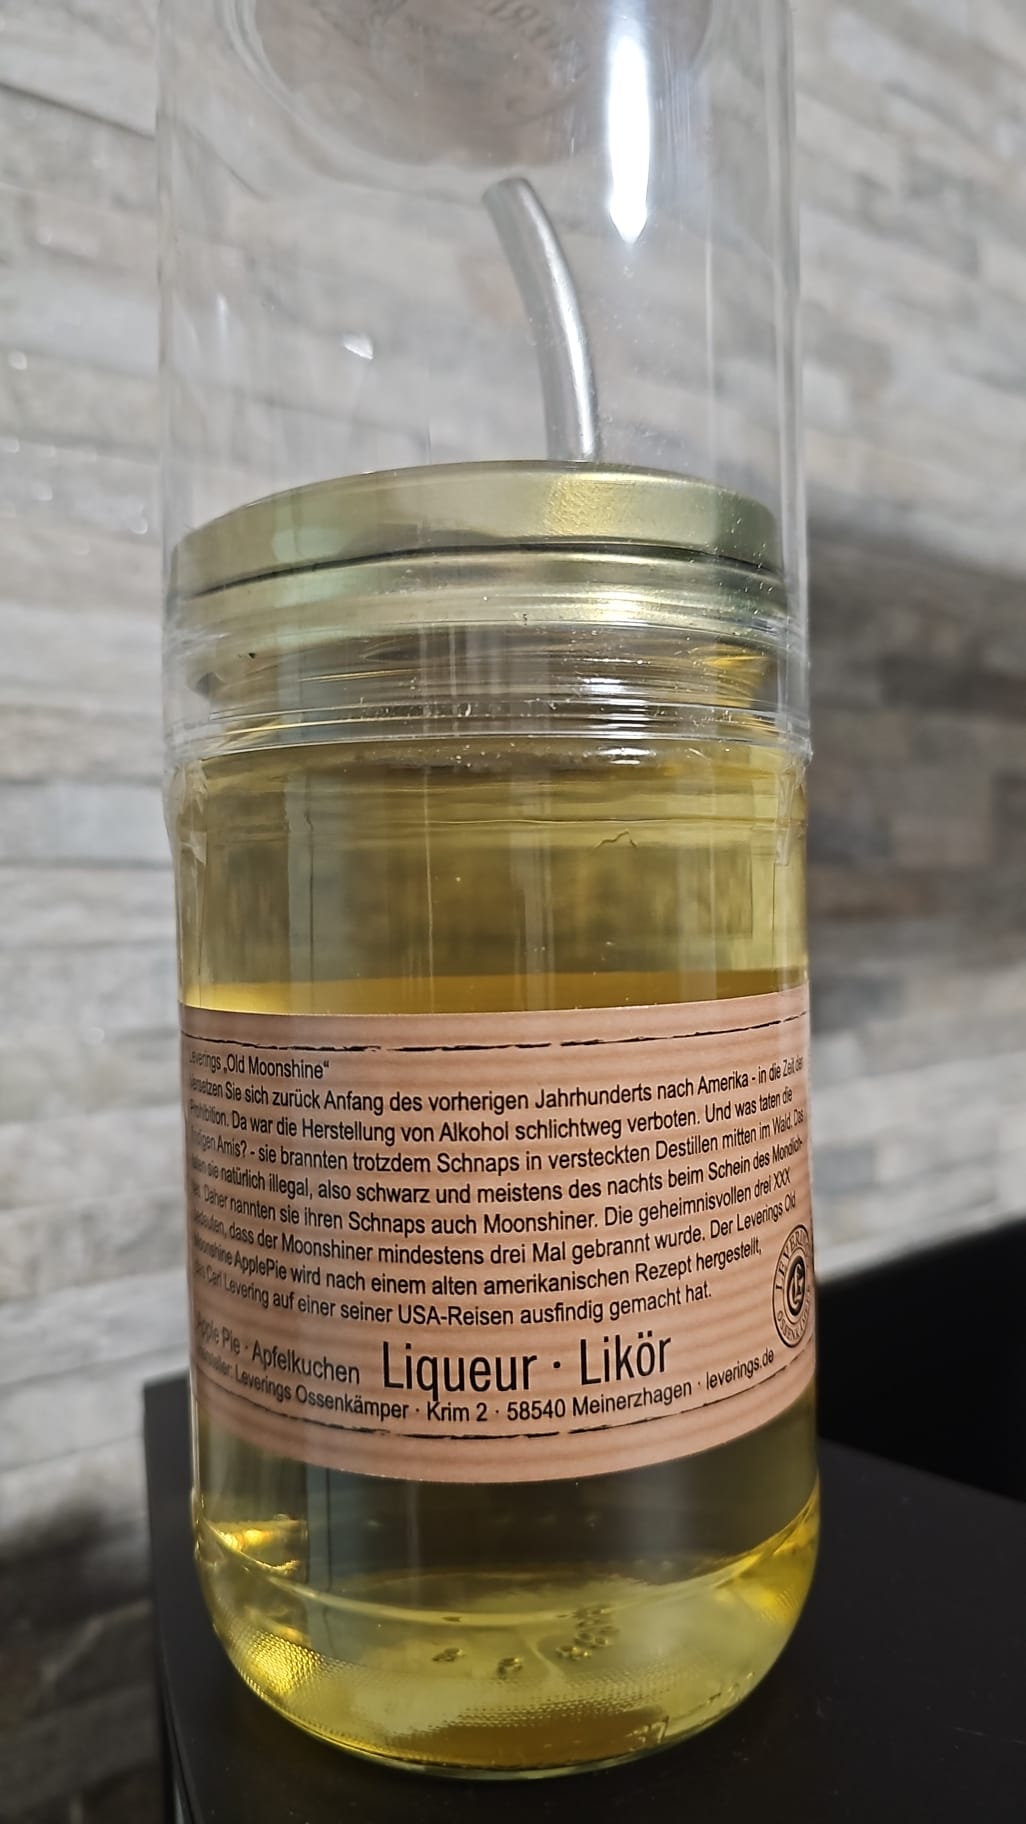 Leverings „Old Moonshine“
Versetzen Sie sich zurück Anfang des vorherigen Jahrhunderts nach Amerika - in die Zeit der
Prohibition. Da war die Herstellung von Alkohol schlichtweg verboten. Und was taten die
Amis? - sie brannten trotzdem Schnaps in versteckten Destillen mitten im Wald. Das
sie natürlich illegal, also schwarz und meistens des nachts beim Schein des Mondlich-
Daher nannten sie ihren Schnaps auch Moonshiner. Die geheimnisvollen drei XXX
bedeuten, dass der Moonshiner mindestens drei Mal gebrannt wurde. Der Leverings Old
Moonshine ApplePie wird nach einem alten amerikanischen Rezept hergestellt,
Carl Levering auf einer seiner USA-Reisen ausfindig gemacht hat.
Apple Pie · Apfelkuchen Liqueur · Likör
Hersteller: Leverings Ossenkämper · Krim 2 · 58540 Meinerzhagen · leverings.de